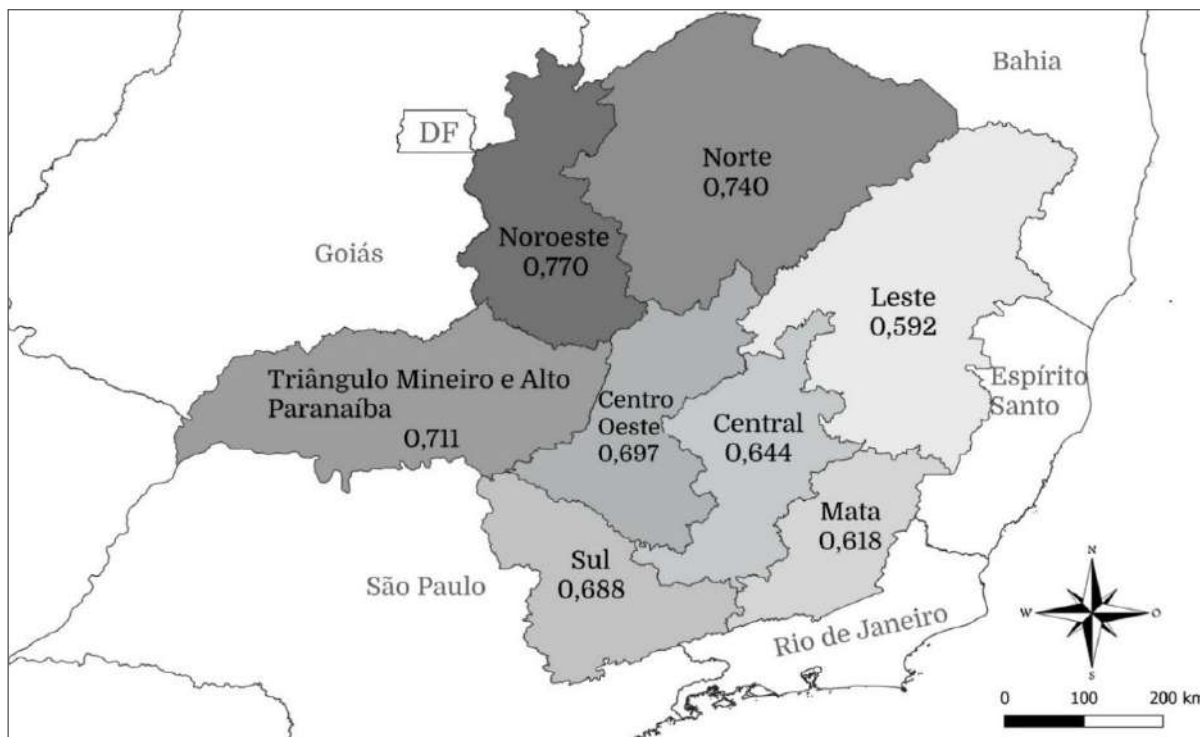 Bahia
DF
Norte
0,740
Noroeste
0,770
Goiás
Leste
0,592
Triângulo Mineiro e Alto
Paranaíba
0,711
Centro
Oeste
0,697
Central
0,644
Espírito
Santo
Mata
0,618
Sul
0,688
São Paulo
Rio de Janeiro
N
W
O
S
0 100 200 km